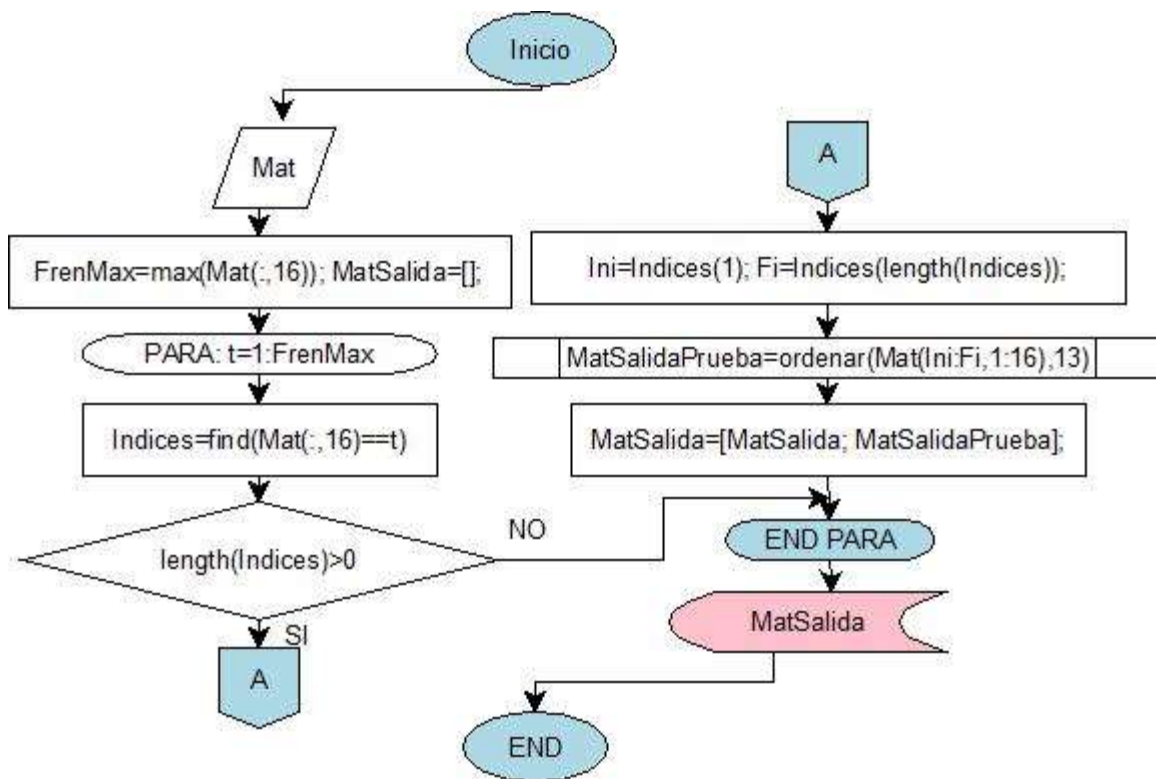 Inicio
Mat
FrenMax=max(Mat(:,16)); MatSalida=[];
PARA: t=1:FrenMax
Indices=find(Mat(:,16)==t)
length(Indices)>0
NO
SI
A
A
Ini=Indices(1); Fi=Indices(length(Indices));
MatSalidaPrueba=ordenar(Mat(Ini:Fi,1:16),13)
MatSalida=[MatSalida; MatSalidaPrueba];
END PARA
MatSalida
END